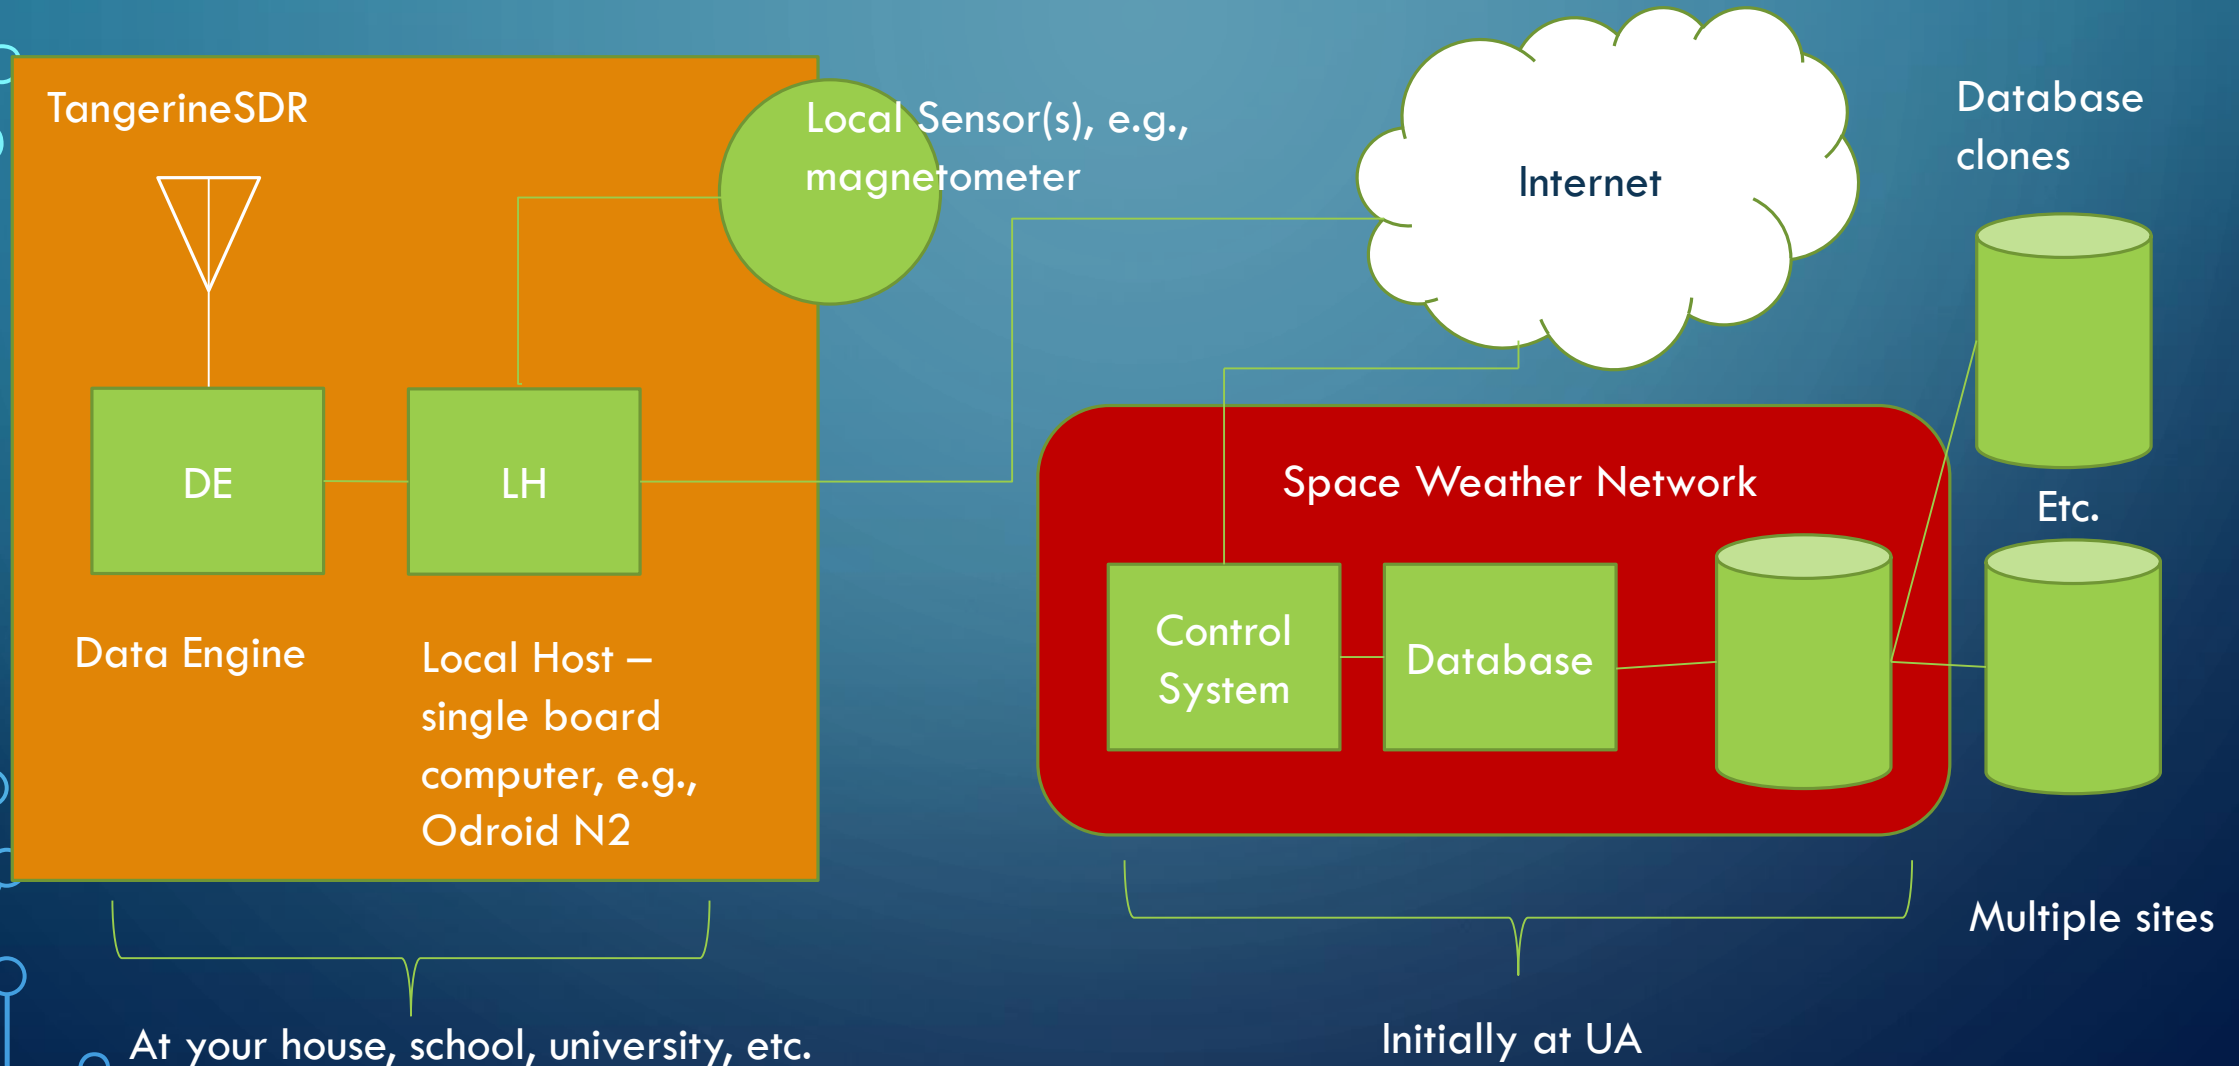 TangerineSDR
Local Sensor(s), e.g.,
magnetometer
Internet
Database
clones
DE
LH
Data Engine
Local Host –
single board
computer, e.g.,
Odroid N2
Space Weather Network
Control
System
Database
Etc.
Multiple sites
At your house, school, university, etc.
Initially at UA